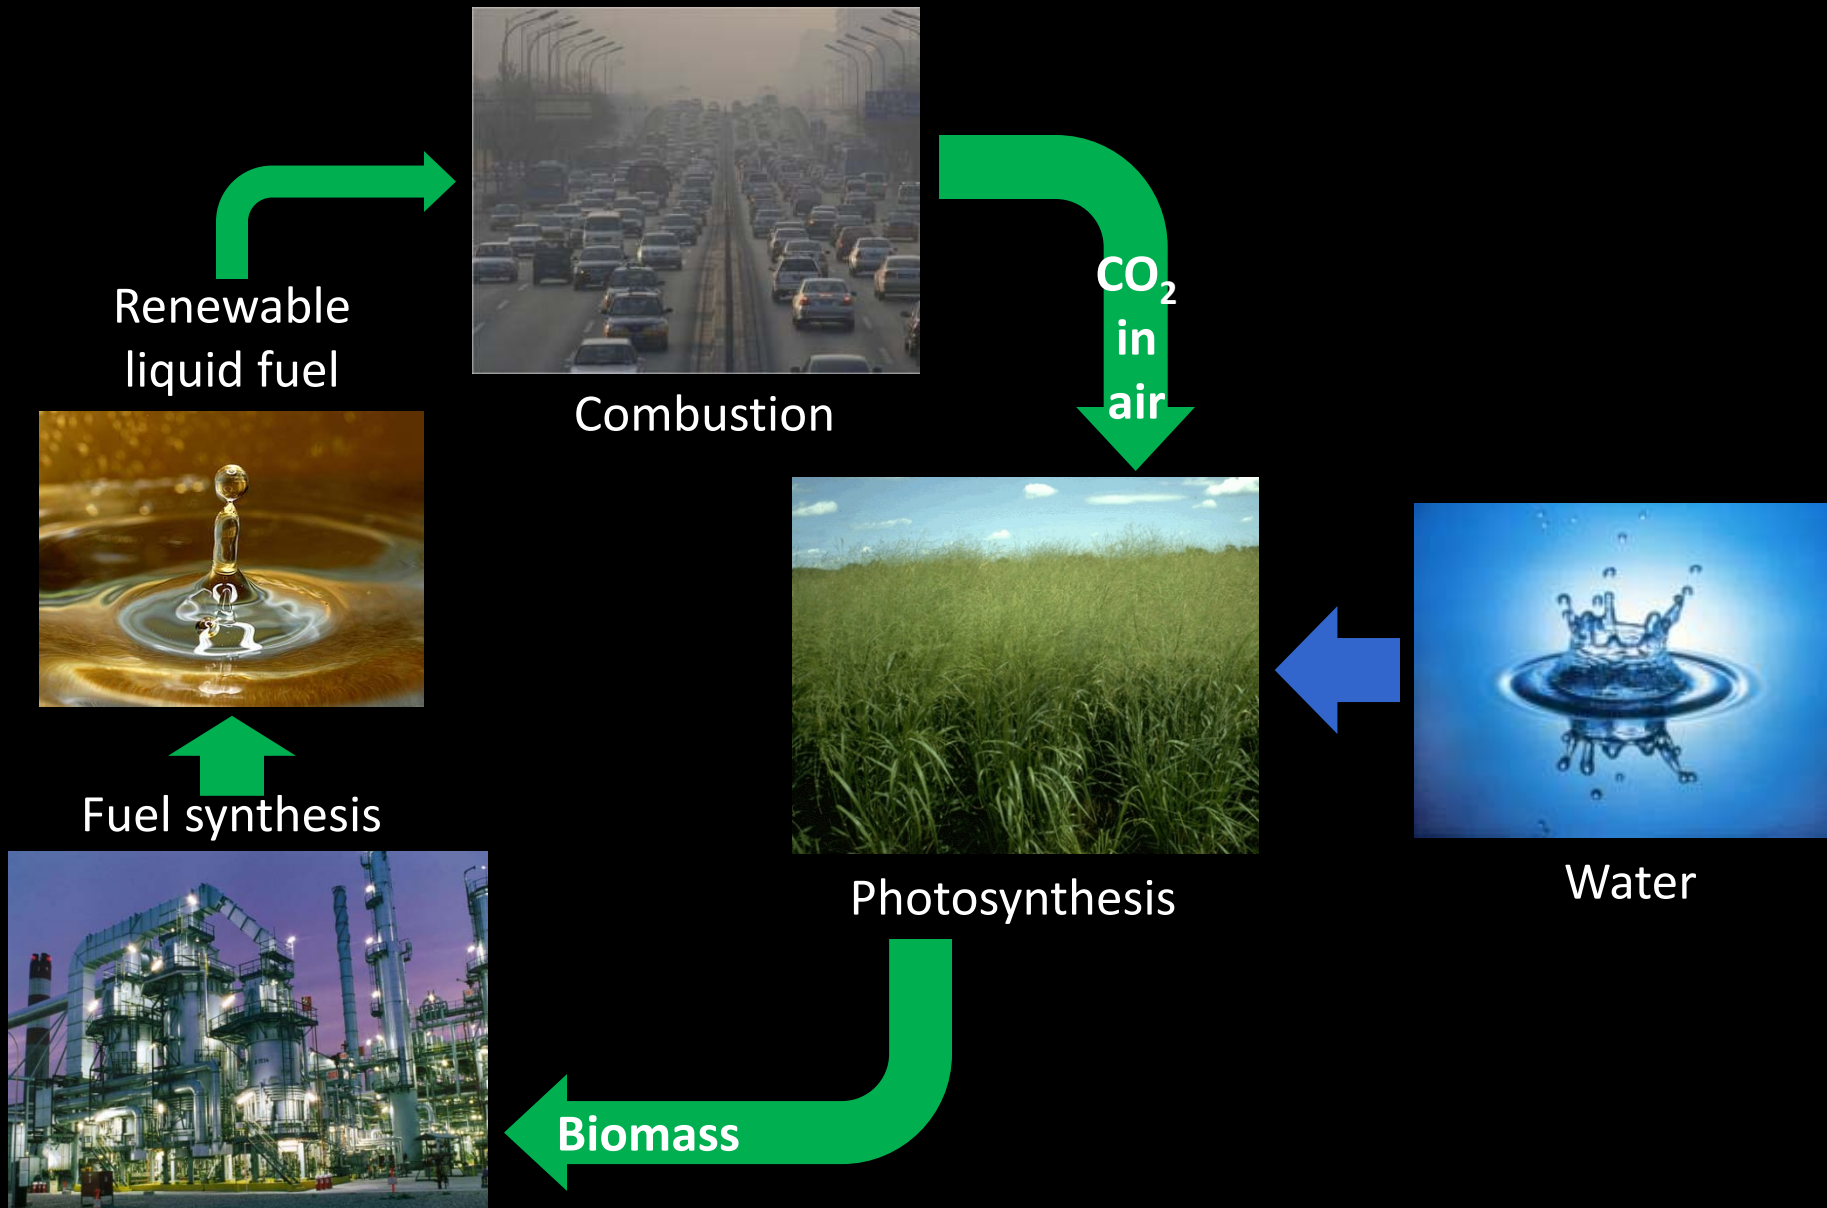 Renewable
liquid fuel
Combustion
CO₂
in
air
Fuel synthesis
Photosynthesis
Water
Biomass